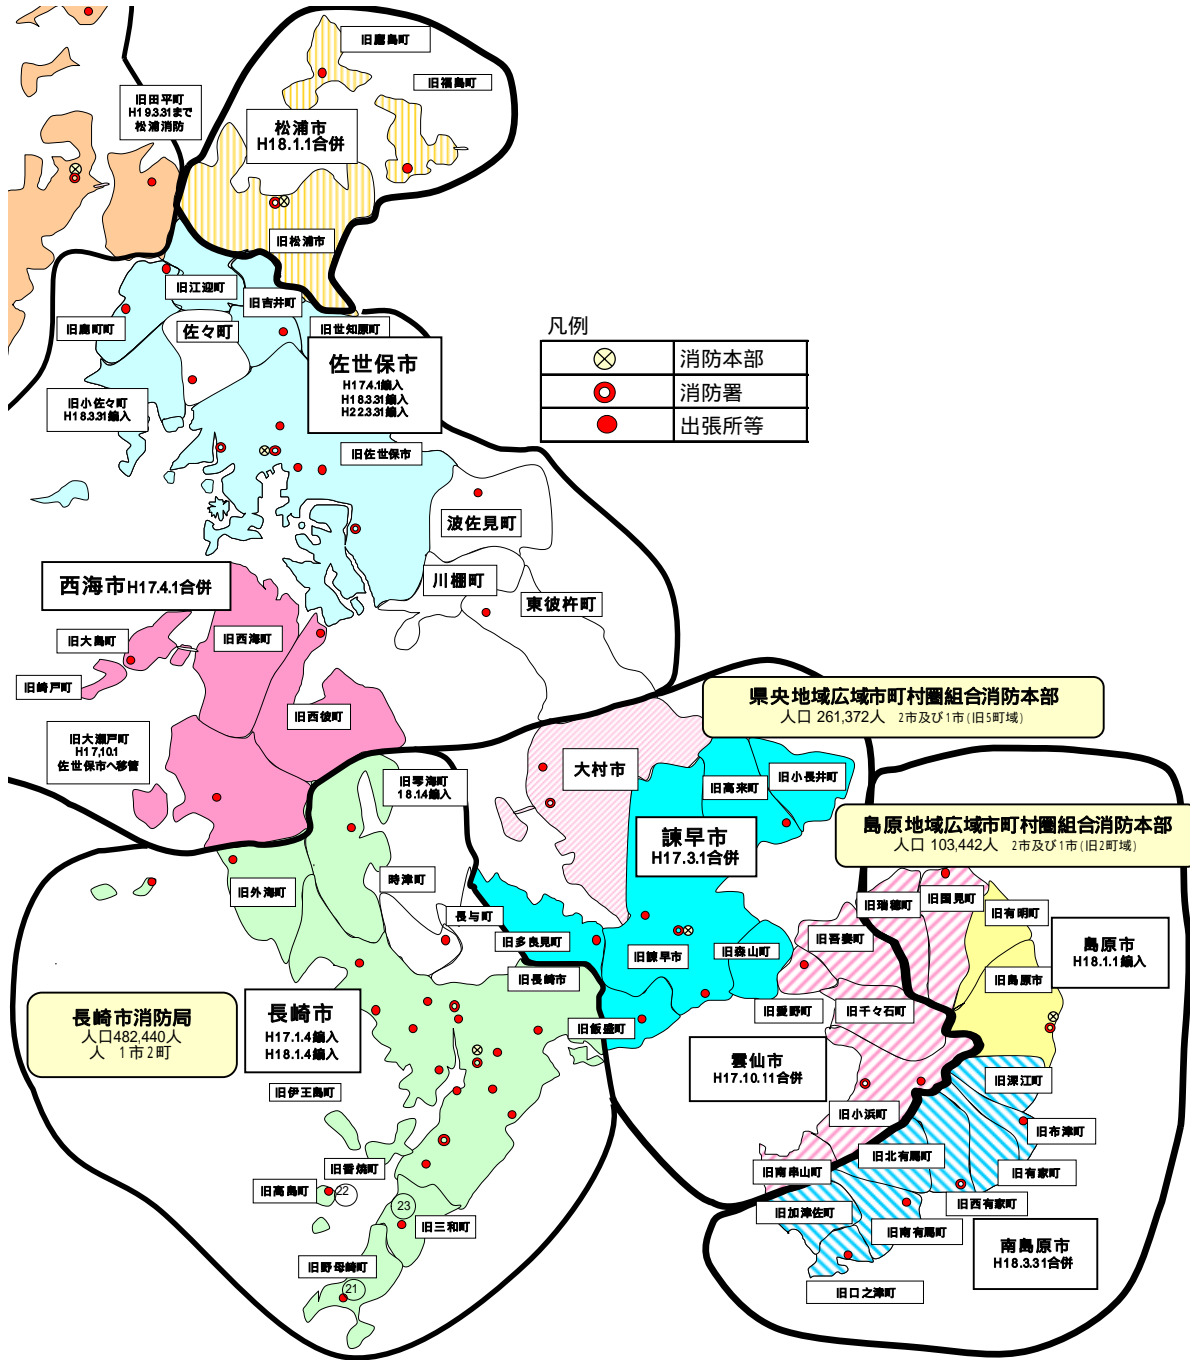 旧鷹島町
旧福島町
旧田平町
H19.3.31まで
松浦消防
松浦市
H18.1.1合併
旧松浦市
旧江迎町
旧吉井町
旧鹿町町
佐々町
旧世知原町
佐世保市
H17.4.1編入
H18.3.31編入
H22.3.31編入
旧小佐々町
H18.3.31編入
旧佐世保市
凡例
消防本部
消防署
出張所等
波佐見町
川棚町
東彼杵町
西海市H17.4.1合併
旧大島町
旧西海町
旧崎戸町
旧西彼町
旧大瀬戸町
H17,10.1
佐世保市へ移管
県央地域広域市町村圏組合消防本部
人口 261,372人 2市及び1市(旧5町域)
大村市
旧高来町
旧小長井町
旧琴海町
18.1.4編入
諫早市
H17.3.1合併
島原地域広域市町村圏組合消防本部
人口 103,442人 2市及び1市(旧2町域)
旧外海町
時津町
長与町
旧多良見町
旧長崎市
旧諫早市
旧森山町
旧飯盛町
旧瑞穂町
旧国見町
旧有明町
旧吾妻町
島原市
H18.1.1編入
旧島原市
旧愛野町
旧千々石町
長崎市消防局
人口482,440人
人 1市2町
長崎市
H17.1.4編入
H18.1.4編入
雲仙市
H17.10.11合併
旧深江町
旧小浜町
旧布津町
旧伊王島町
旧北有馬町
旧有家町
旧香焼町
旧南串山町
旧高島町
22
旧西有家町
23
旧加津佐町
旧三和町
旧南有馬町
南島原市
H18.3.31合併
旧野母崎町
21
旧口之津町